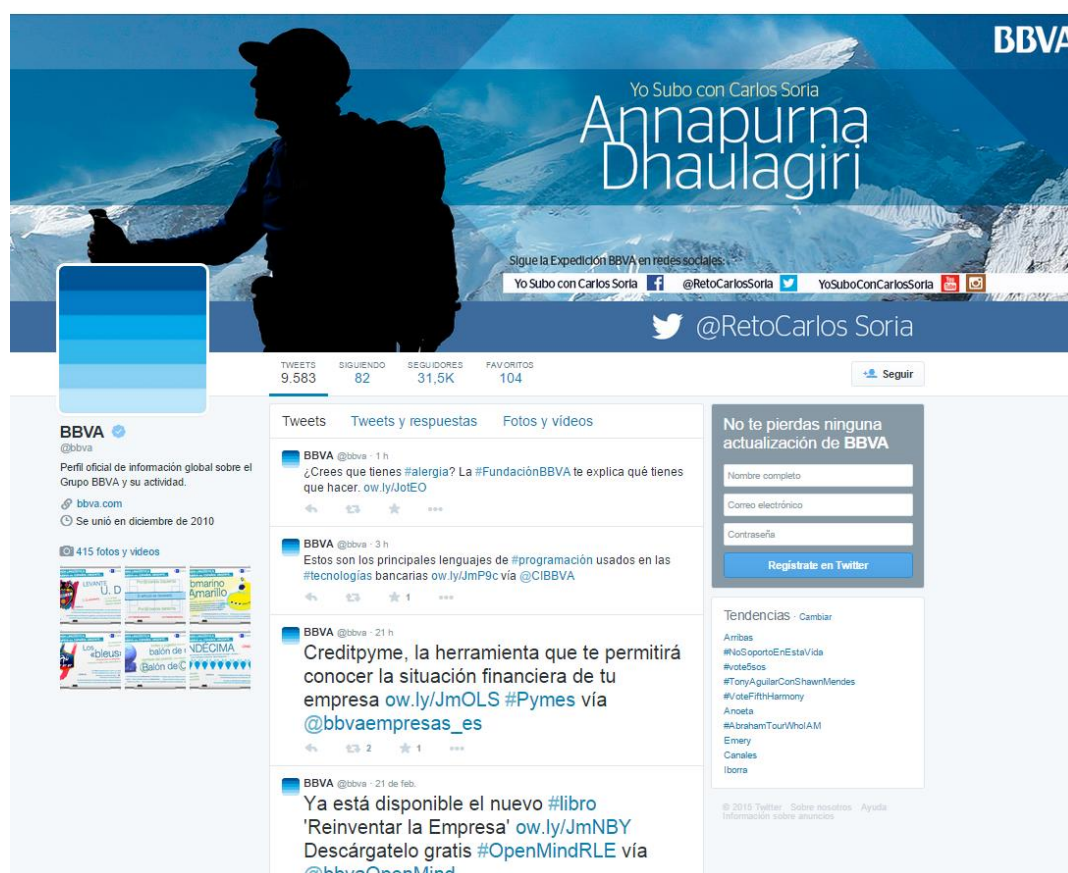 BBVA
Yo Subo con Carlos Soria
Annapurna
Dhaulagiri
Sigue la Expedición BBVA en redes sociales:
Yo Subo con Carlos Soria @RetoCarlosSoria YoSuboConCarlosSoria
@RetoCarlos Soria
TWEETS SIGUIENDO SEGUIDORES FAVORITOS
9.583 82 31,5K 104
Seguir
BBVA
@bbva
Perfil oficial de información global sobre el
Grupo BBVA y su actividad.
bbva.com
Se unió en diciembre de 2010
415 fotos y videos
LEVANTE
U. D
Amarillo
Los
«bleus»
balón de
Balón de
Tweets Tweets y respuestas Fotos y vídeos
BBVA @bbva · 1 h
¿Crees que tienes #alergia? La #FundaciónBBVA te explica qué tienes
que hacer. ow.ly/JotEO
BBVA @bbva · 3 h
Estos son los principales lenguajes de #programación usados en las
#tecnologías bancarias ow.ly/JmP9c vía @CIBBVA
1
BBVA @bbva · 21 h
Creditpyme, la herramienta que te permitirá
conocer la situación financiera de tu
empresa ow.ly/JmOLS #Pymes vía
@bbvaempresas_es
2 1
BBVA @bbva · 21 de feb.
Ya está disponible el nuevo #libro
'Reinventar la Empresa' ow.ly/JmNBY
Descárgatelo gratis #OpenMindRLE vía
@bbvaOpenMind
No te pierdas ninguna
actualización de BBVA
Nombre completo
Correo electrónico
Contraseña
Regístrate en Twitter
Tendencias · Cambiar
Arribas
#NoSoportoEnEstaVida
#vote5sos
#TonyAguilarConShawnMendes
#VoteFifthHarmony
Anoeta
#AbrahamTourWhoIAM
Emery
Canales
Iborra
© 2015 Twitter Sobre nosotros Ayuda
Información sobre anuncios